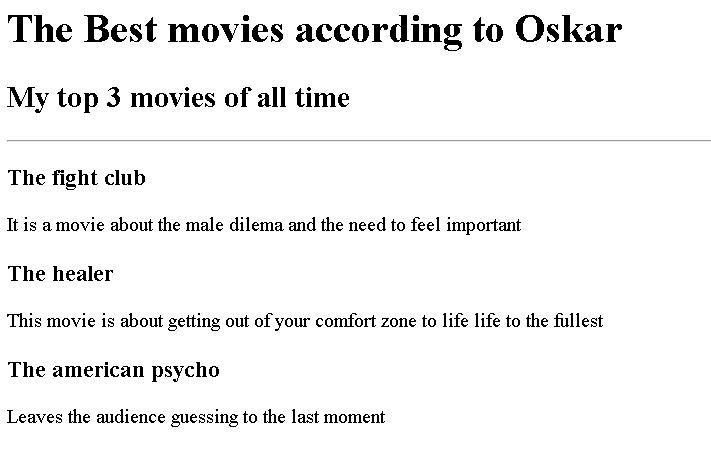 The Best movies according to Oskar
My top 3 movies of all time
The fight club
It is a movie about the male dilema and the need to feel important
The healer
This movie is about getting out of your comfort zone to life life to the fullest
The american psycho
Leaves the audience guessing to the last moment